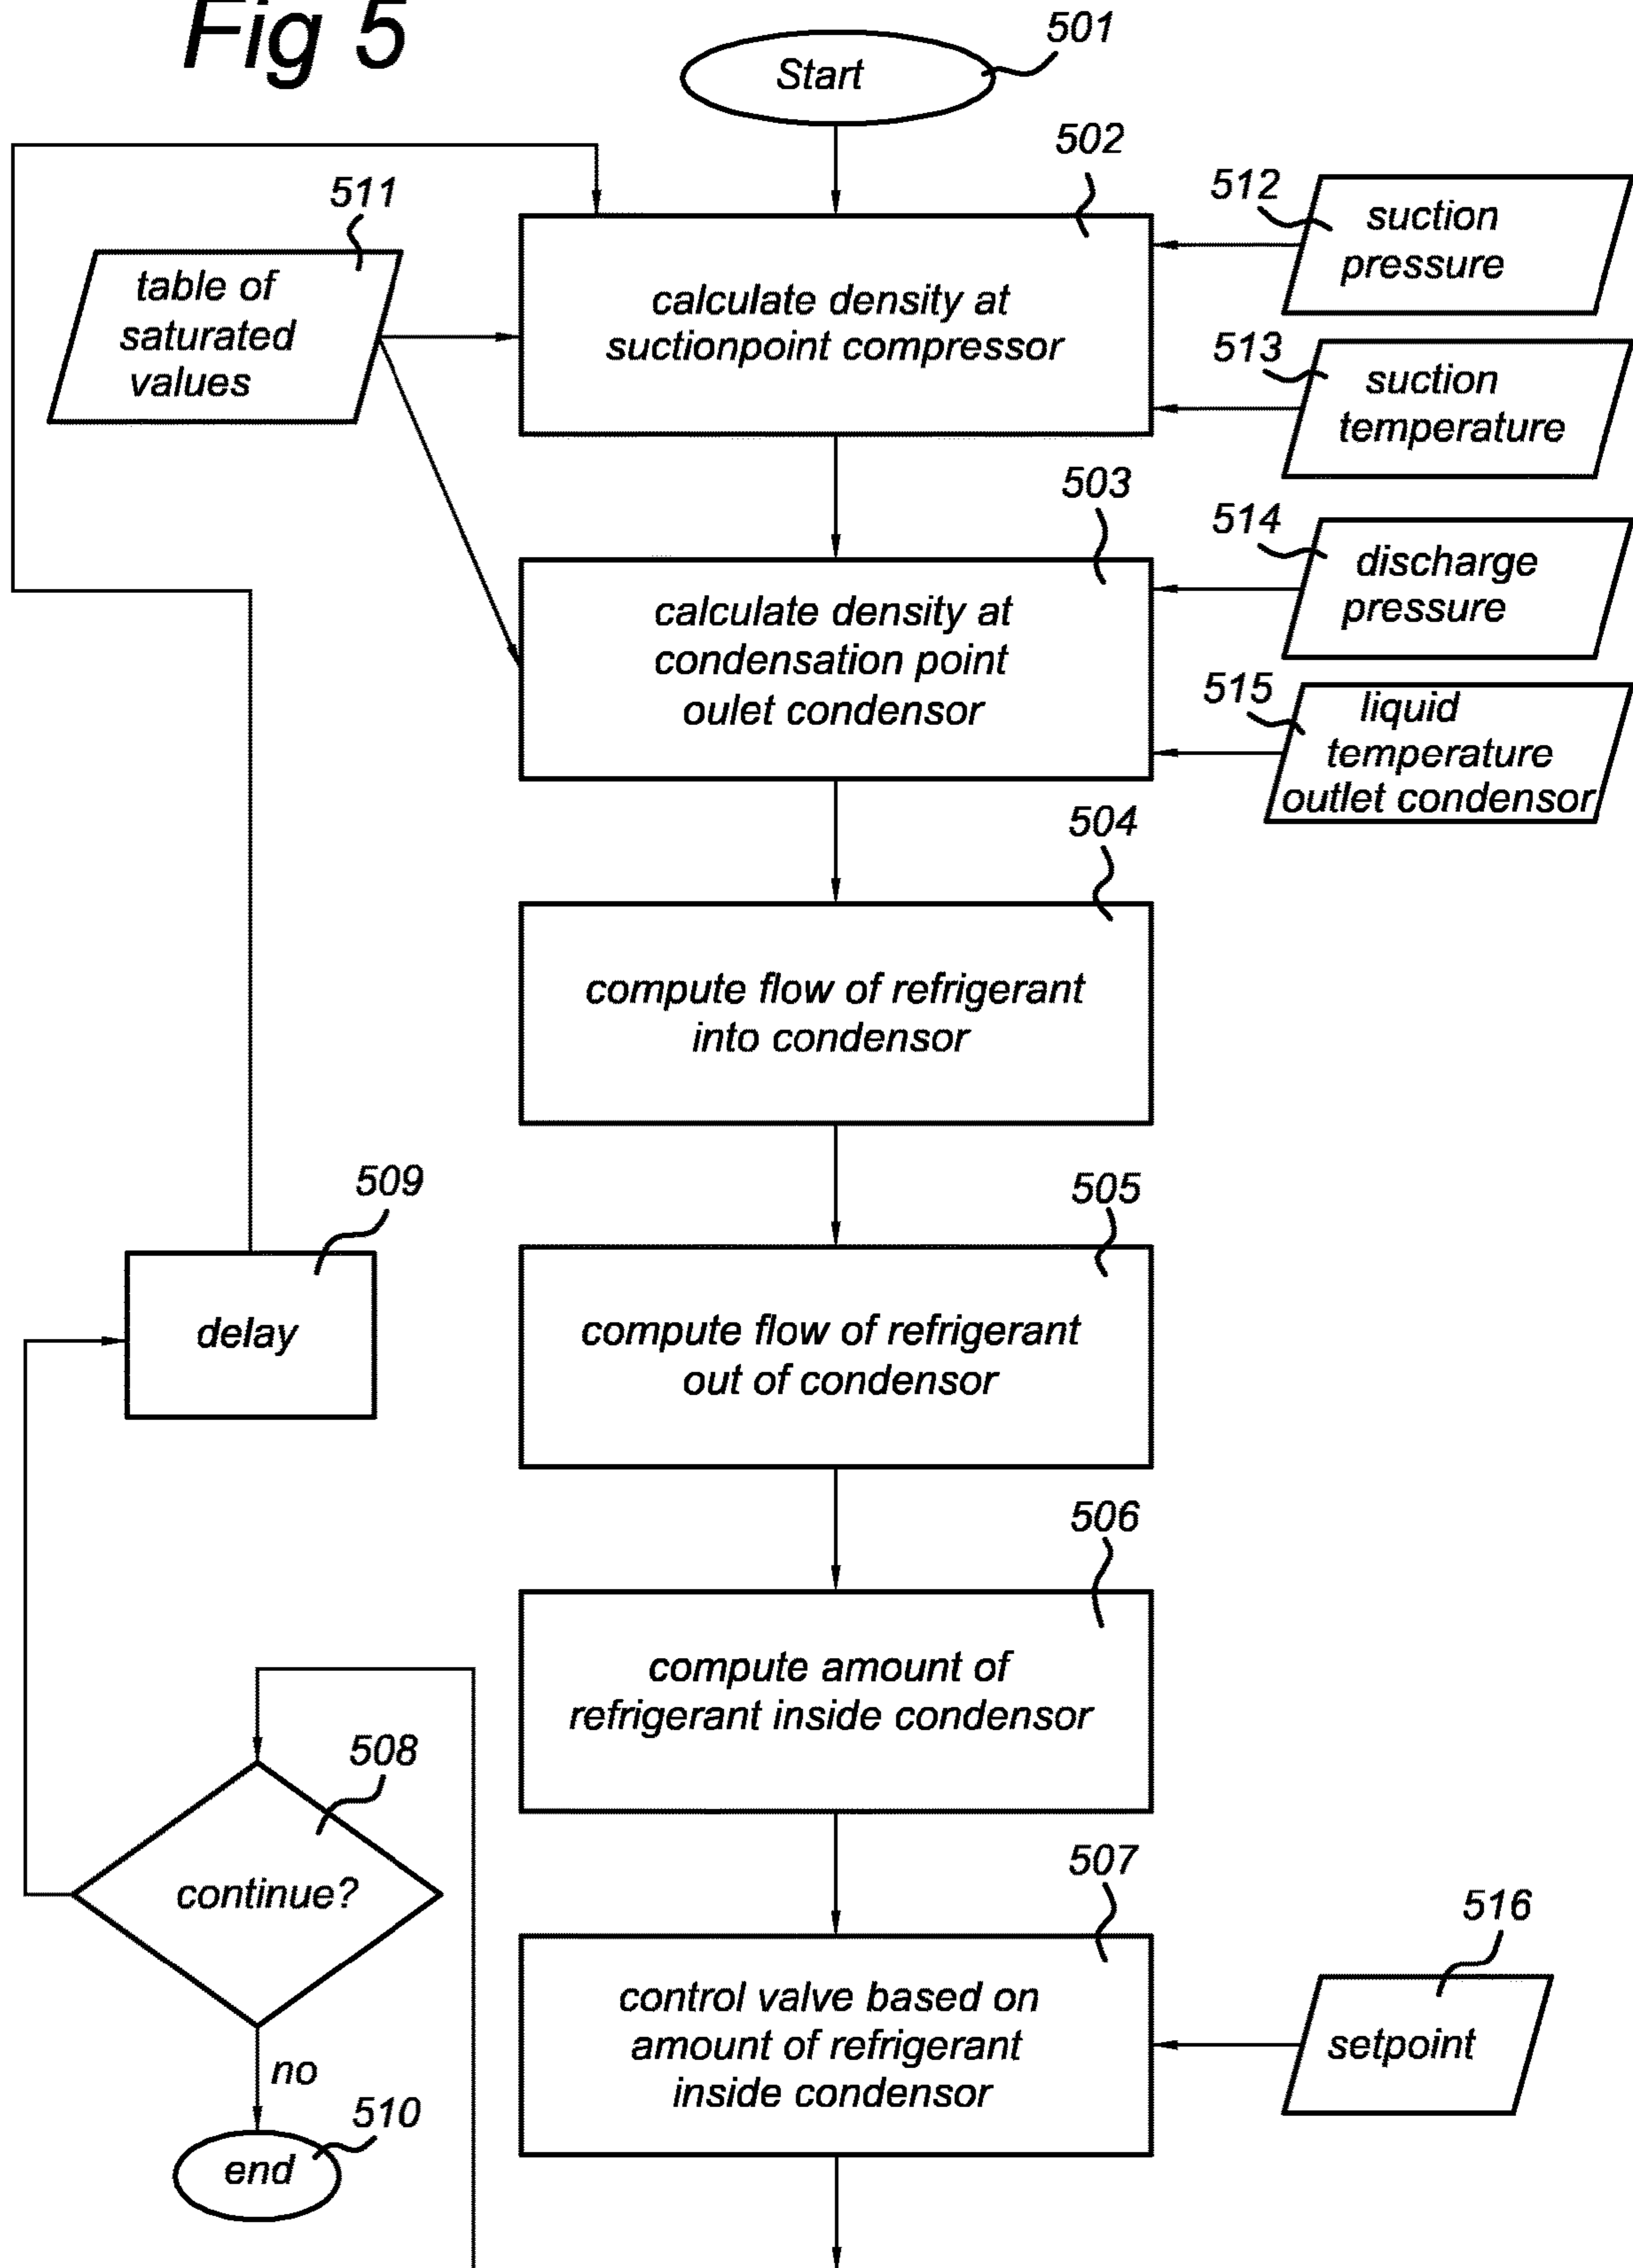 Fig 5
Start
501
502
511
table of
saturated
values
calculate density at
suctionpoint compressor
512
suction
pressure
513
suction
temperature
503
calculate density at
condensation point
oulet condensor
514
discharge
pressure
515
liquid
temperature
outlet condensor
504
compute flow of refrigerant
into condensor
509
delay
505
compute flow of refrigerant
out of condensor
506
compute amount of
refrigerant inside condensor
508
continue?
no
510
end
507
control valve based on
amount of refrigerant
inside condensor
516
setpoint